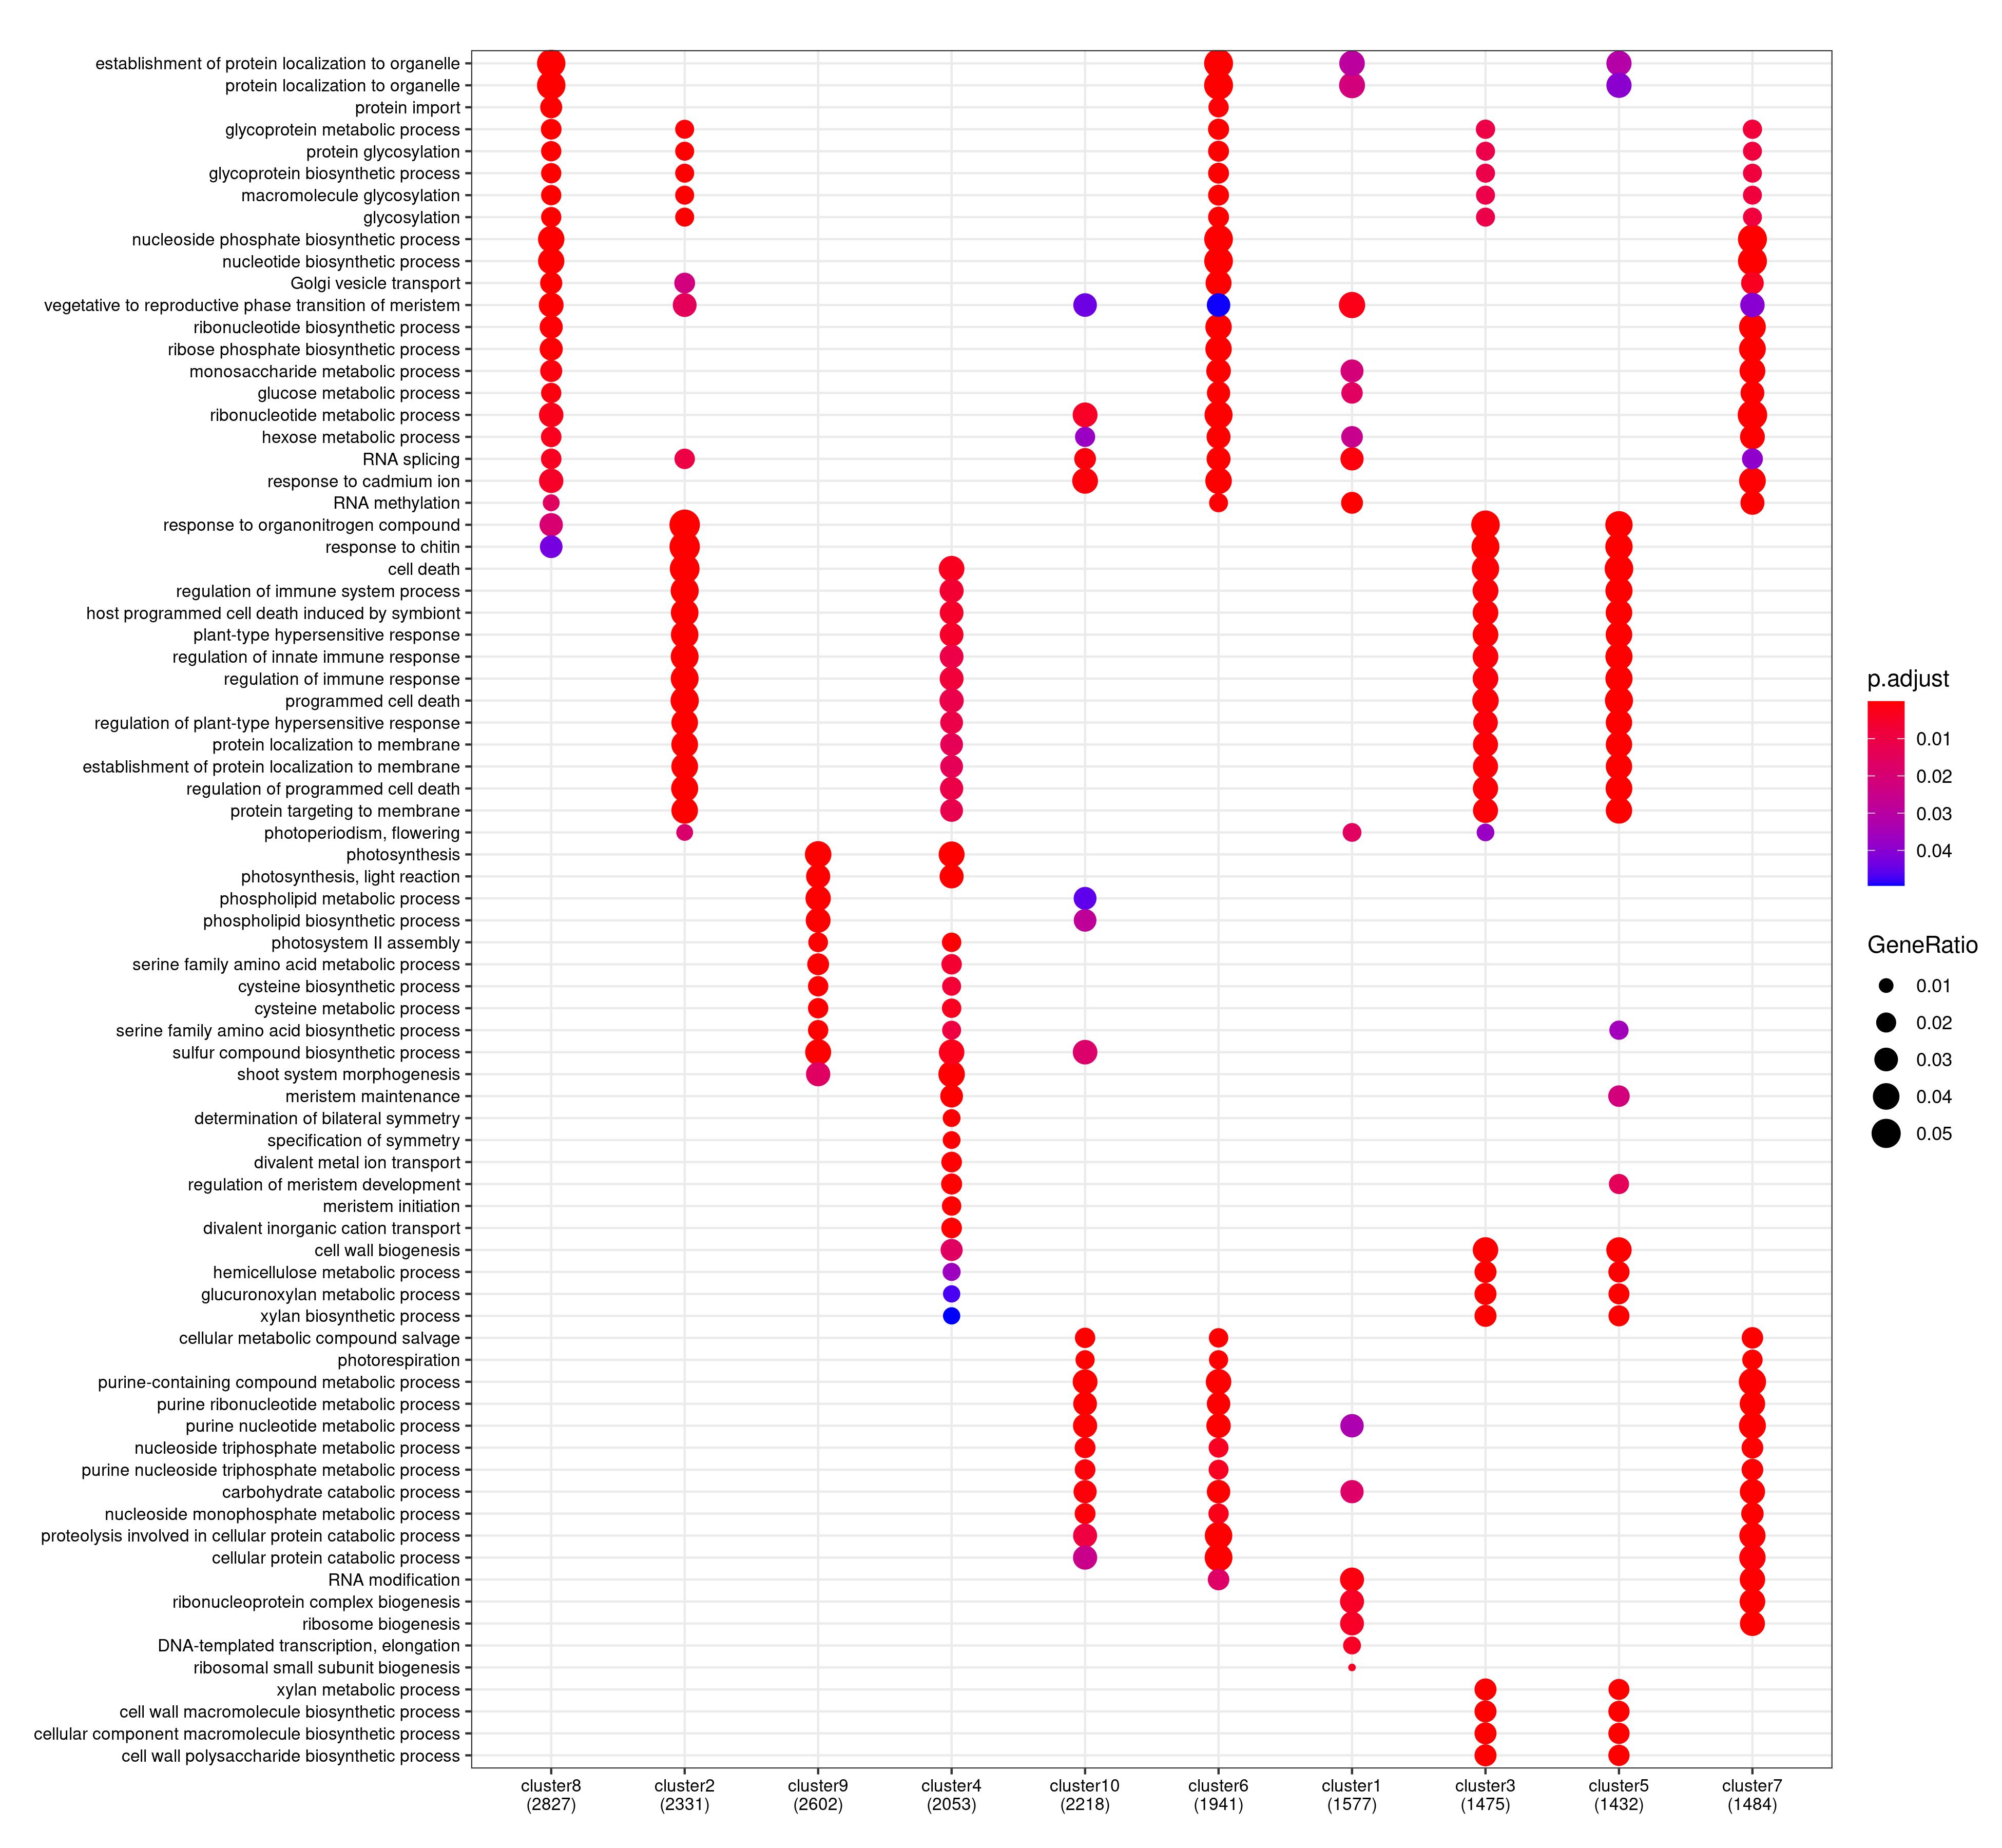 establishment of protein localization to organelle
protein localization to organelle
protein import
glycoprotein metabolic process
protein glycosylation
glycoprotein biosynthetic process
macromolecule glycosylation
glycosylation
nucleoside phosphate biosynthetic process
nucleotide biosynthetic process
Golgi vesicle transport
vegetative to reproductive phase transition of meristem
ribonucleotide biosynthetic process
ribose phosphate biosynthetic process
monosaccharide metabolic process
glucose metabolic process
ribonucleotide metabolic process
hexose metabolic process
RNA splicing
response to cadmium ion
RNA methylation
response to organonitrogen compound
response to chitin
cell death
regulation of immune system process
host programmed cell death induced by symbiont
plant-type hypersensitive response
regulation of innate immune response
regulation of immune response
programmed cell death
regulation of plant-type hypersensitive response
protein localization to membrane
establishment of protein localization to membrane
regulation of programmed cell death
protein targeting to membrane
photoperiodism, flowering
photosynthesis
photosynthesis, light reaction
phospholipid metabolic process
phospholipid biosynthetic process
photosystem II assembly
serine family amino acid metabolic process
cysteine biosynthetic process
cysteine metabolic process
serine family amino acid biosynthetic process
sulfur compound biosynthetic process
shoot system morphogenesis
meristem maintenance
determination of bilateral symmetry
specification of symmetry
divalent metal ion transport
regulation of meristem development
meristem initiation
divalent inorganic cation transport
cell wall biogenesis
hemicellulose metabolic process
glucuronoxylan metabolic process
xylan biosynthetic process
cellular metabolic compound salvage
photorespiration
purine-containing compound metabolic process
purine ribonucleotide metabolic process
purine nucleotide metabolic process
nucleoside triphosphate metabolic process
purine nucleoside triphosphate metabolic process
carbohydrate catabolic process
nucleoside monophosphate metabolic process
proteolysis involved in cellular protein catabolic process
cellular protein catabolic process
RNA modification
ribonucleoprotein complex biogenesis
ribosome biogenesis
DNA-templated transcription, elongation
ribosomal small subunit biogenesis
xylan metabolic process
cell wall macromolecule biosynthetic process
cellular component macromolecule biosynthetic process
cell wall polysaccharide biosynthetic process
cluster8 cluster2 cluster9 cluster4 cluster10 cluster6 cluster1 cluster3 cluster5 cluster7
(2827) (2331) (2602) (2053) (2218) (1941) (1577) (1475) (1432) (1484)
p.adjust
0.01
0.02
0.03
0.04
GeneRatio
0.01
0.02
0.03
0.04
0.05